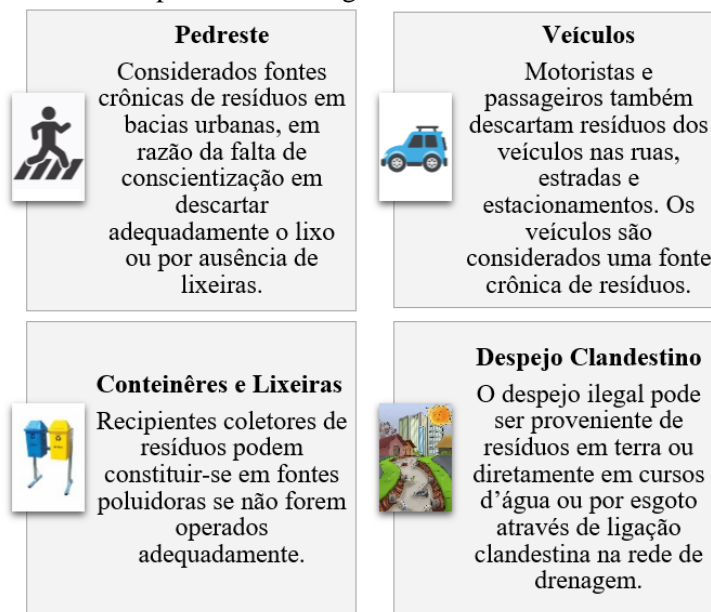 Pedreste
Considerados fontes
crônicas de resíduos em
bacias urbanas, em
razão da falta de
conscientização em
descartar
adequadamente o lixo
ou por ausência de
lixeiras.
Veículos
Motoristas e
passageiros também
descartam resíduos dos
veículos nas ruas,
estradas e
estacionamentos. Os
veículos são
considerados uma fonte
crônica de resíduos.
Conteinêres e Lixeiras
Recipientes coletores de
resíduos podem
constituir-se em fontes
poluidoras se não forem
operados
adequadamente.
Despejo Clandestino
O despejo ilegal pode
ser proveniente de
resíduos em terra ou
diretamente em cursos
d’água ou por esgoto
através de ligação
clandestina na rede de
drenagem.